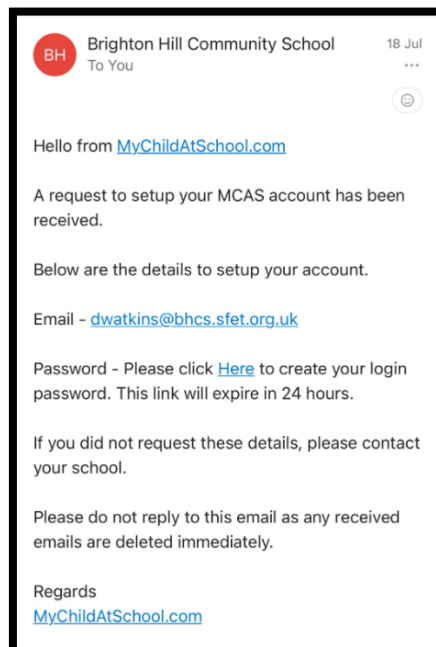 BH
Brighton Hill Community School
18 Jul
To You
...
Hello from MyChildAtSchool.com
A request to setup your MCAS account has been
received.
Below are the details to setup your account.
Email - dwatkins@bhcs.sfet.org.uk
Password - Please click Here to create your login
password. This link will expire in 24 hours.
If you did not request these details, please contact
your school.
Please do not reply to this email as any received
emails are deleted immediately.
Regards
MyChildAtSchool.com